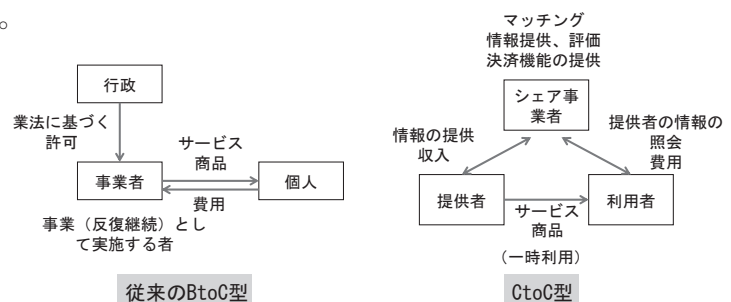 。
行政
業法に基づく
許可
サービス
商品
事業者
個人
費用
事業（反復継続）とし
て実施する者
従来のBtoC型
マッチング
情報提供、評価
決済機能の提供
シェア事
業者
情報の提供
収入
提供者の情報の
照会
費用
提供者
利用者
サービス
商品
（一時利用）
CtoC型